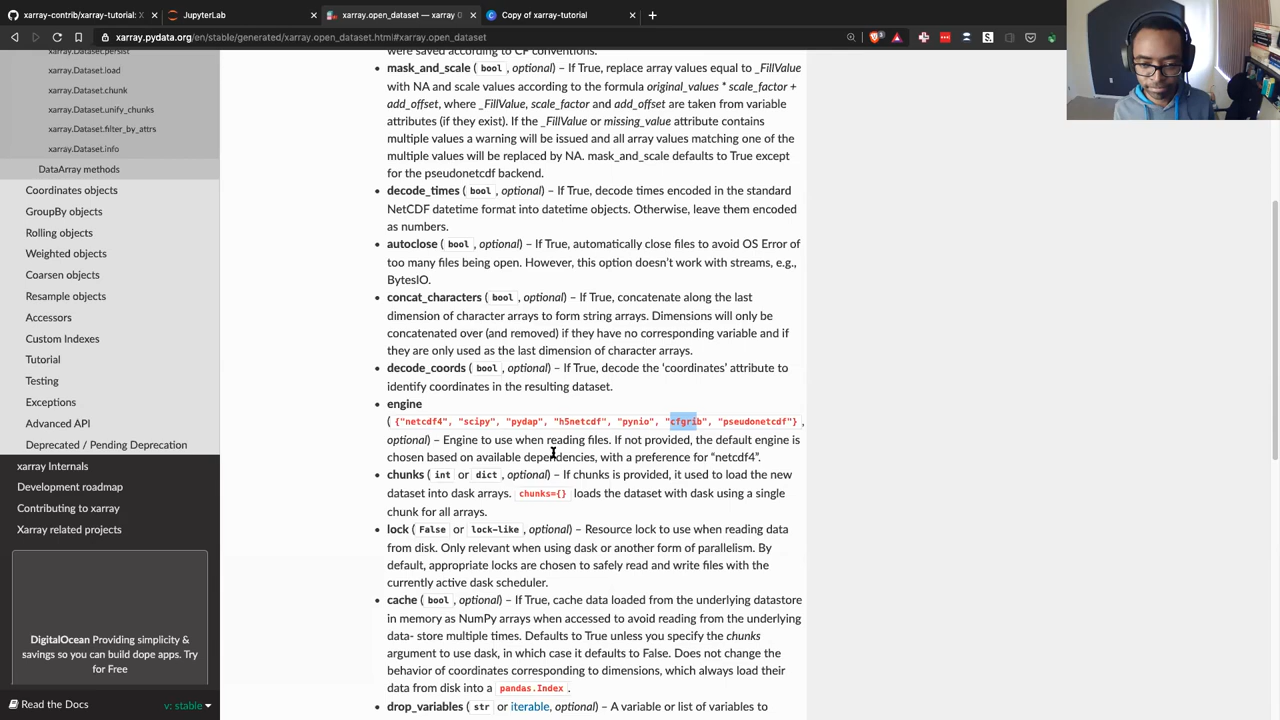 xarray-contrib/xarray-tutorial: X
JupyterLab
xarray.open_dataset — xarray 0
Copy of xarray-tutorial
xarray.pydata.org/en/stable/generated/xarray.open_dataset.html#xarray.open_dataset
xarray.Dataset.persist
xarray.Dataset.load
xarray.Dataset.chunk
xarray.Dataset.unify_chunks
xarray.Dataset.filter_by_attrs
xarray.Dataset.info
DataArray methods
Coordinates objects
GroupBy objects
Rolling objects
Weighted objects
Coarsen objects
Resample objects
Accessors
Custom Indexes
Tutorial
Testing
Exceptions
Advanced API
Deprecated / Pending Deprecation
xarray Internals
Development roadmap
Contributing to xarray
Xarray related projects
DigitalOcean Providing simplicity &
savings so you can build dope apps. Try
for Free
Read the Docs
v: stable
were saved according to CF conventions.
mask_and_scale ( bool , optional) – If True, replace array values equal to _FillValue
with NA and scale values according to the formula original_values * scale_factor +
add_offset, where _FillValue, scale_factor and add_offset are taken from variable
attributes (if they exist). If the _FillValue or missing_value attribute contains
multiple values a warning will be issued and all array values matching one of the
multiple values will be replaced by NA. mask_and_scale defaults to True except
for the pseudonetcdf backend.
decode_times ( bool , optional) – If True, decode times encoded in the standard
NetCDF datetime format into datetime objects. Otherwise, leave them encoded
as numbers.
autoclose ( bool , optional) – If True, automatically close files to avoid OS Error of
too many files being open. However, this option doesn't work with streams, e.g.,
BytesIO.
concat_characters ( bool , optional) – If True, concatenate along the last
dimension of character arrays to form string arrays. Dimensions will only be
concatenated over (and removed) if they have no corresponding variable and if
they are only used as the last dimension of character arrays.
decode_coords ( bool , optional) – If True, decode the 'coordinates' attribute to
identify coordinates in the resulting dataset.
engine
( {"netcdf4", "scipy", "pydap", "h5netcdf", "pynio", "cfgrib", "pseudonetcdf"} ,
optional) – Engine to use when reading files. If not provided, the default engine is
chosen based on available dependencies, with a preference for "netcdf4".
chunks ( int or dict , optional) – If chunks is provided, it used to load the new
dataset into dask arrays. chunks={} loads the dataset with dask using a single
chunk for all arrays.
lock ( False or lock-like , optional) – Resource lock to use when reading data
from disk. Only relevant when using dask or another form of parallelism. By
default, appropriate locks are chosen to safely read and write files with the
currently active dask scheduler.
cache ( bool , optional) – If True, cache data loaded from the underlying datastore
in memory as NumPy arrays when accessed to avoid reading from the underlying
data- store multiple times. Defaults to True unless you specify the chunks
argument to use dask, in which case it defaults to False. Does not change the
behavior of coordinates corresponding to dimensions, which always load their
data from disk into a pandas.Index .
drop_variables ( str or iterable, optional) – A variable or list of variables to